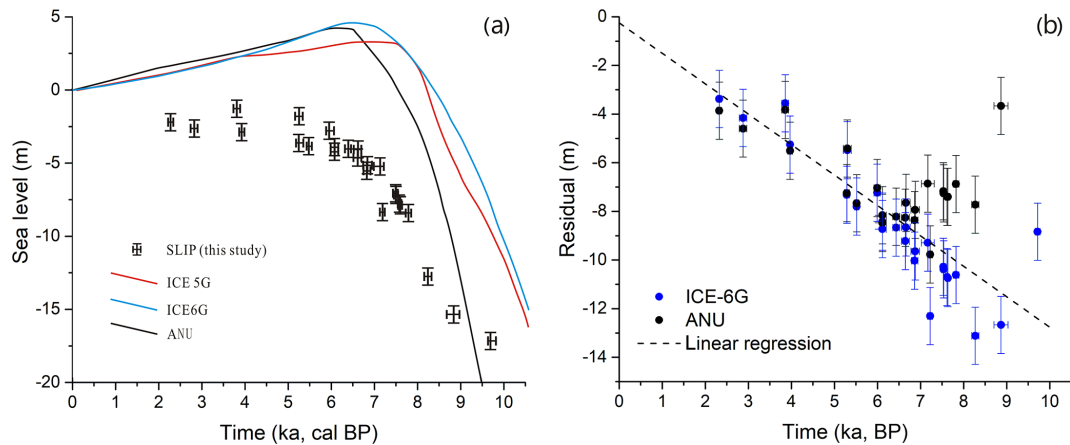 (a)
5
0
-5
-10
-15
-20
Sea level (m)
SLIP (this study)
ICE 5G
ICE6G
ANU
0 1 2 3 4 5 6 7 8 9 10
Time (ka, cal BP)
(b)
0
-2
-4
-6
-8
-10
-12
-14
Residual (m)
ICE-6G
ANU
Linear regression
0 1 2 3 4 5 6 7 8 9 10
Time (ka, BP)